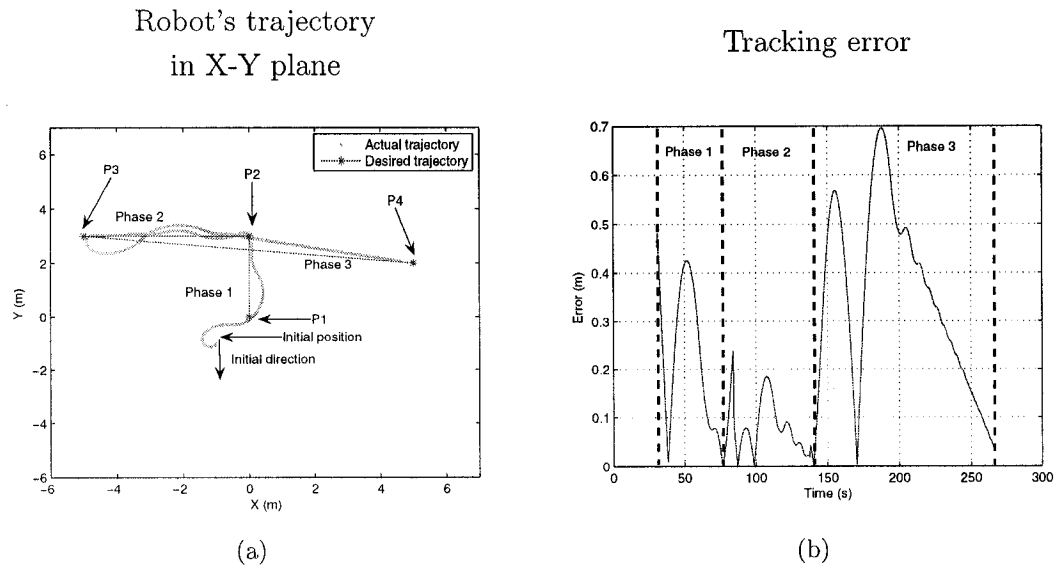 Robot's trajectory
in X-Y plane
Tracking error
6
4
2
0
−2
−4
−6
Y (m)
−6
−4
−2
0
2
4
6
X (m)
Actual trajectory
Desired trajectory
P3
P2
P4
Phase 2
Phase 3
Phase 1
P1
Initial position
Initial direction
(a)
0.7
0.6
0.5
0.4
0.3
0.2
0.1
0
Error (m)
Phase 1
Phase 2
Phase 3
0
50
100
150
200
250
300
Time (s)
(b)